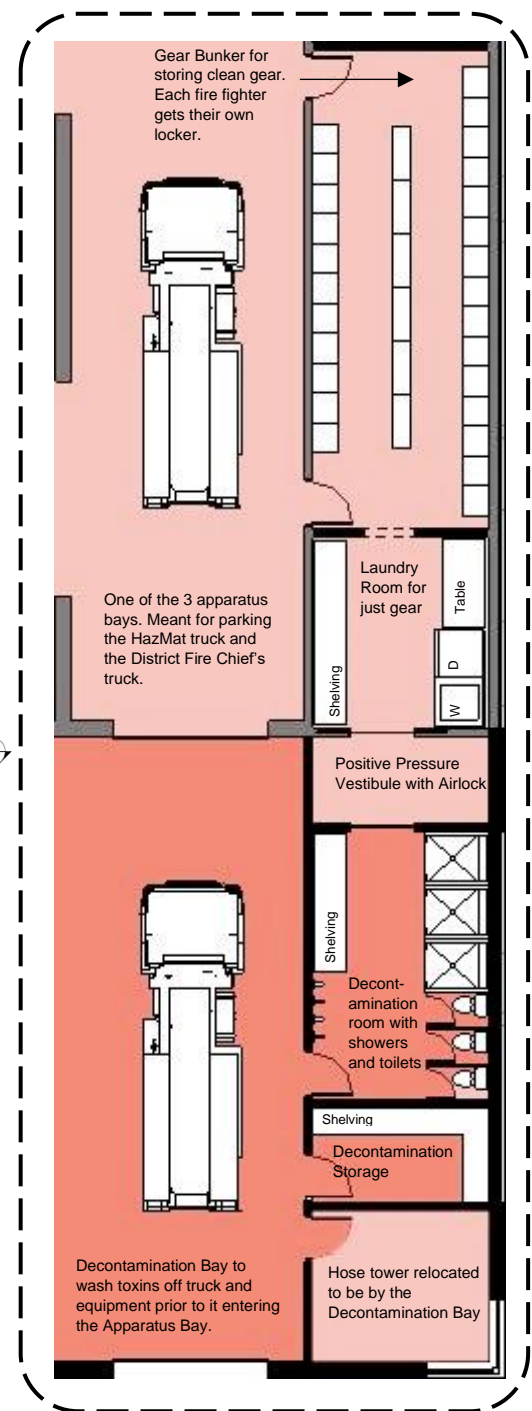 Gear Bunker for
storing clean gear.
Each fire fighter
gets their own
locker.
One of the 3 apparatus
bays. Meant for parking
the HazMat truck and
the District Fire Chief's
truck.
Laundry
Room for
just gear
Table
Shelving
D
W
Positive Pressure
Vestibule with Airlock
Shelving
Decont-
amination
room with
showers
and toilets
Shelving
Decontamination
Storage
Decontamination Bay to
wash toxins off truck and
equipment prior to it entering
the Apparatus Bay.
Hose tower relocated
to be by the
Decontamination Bay